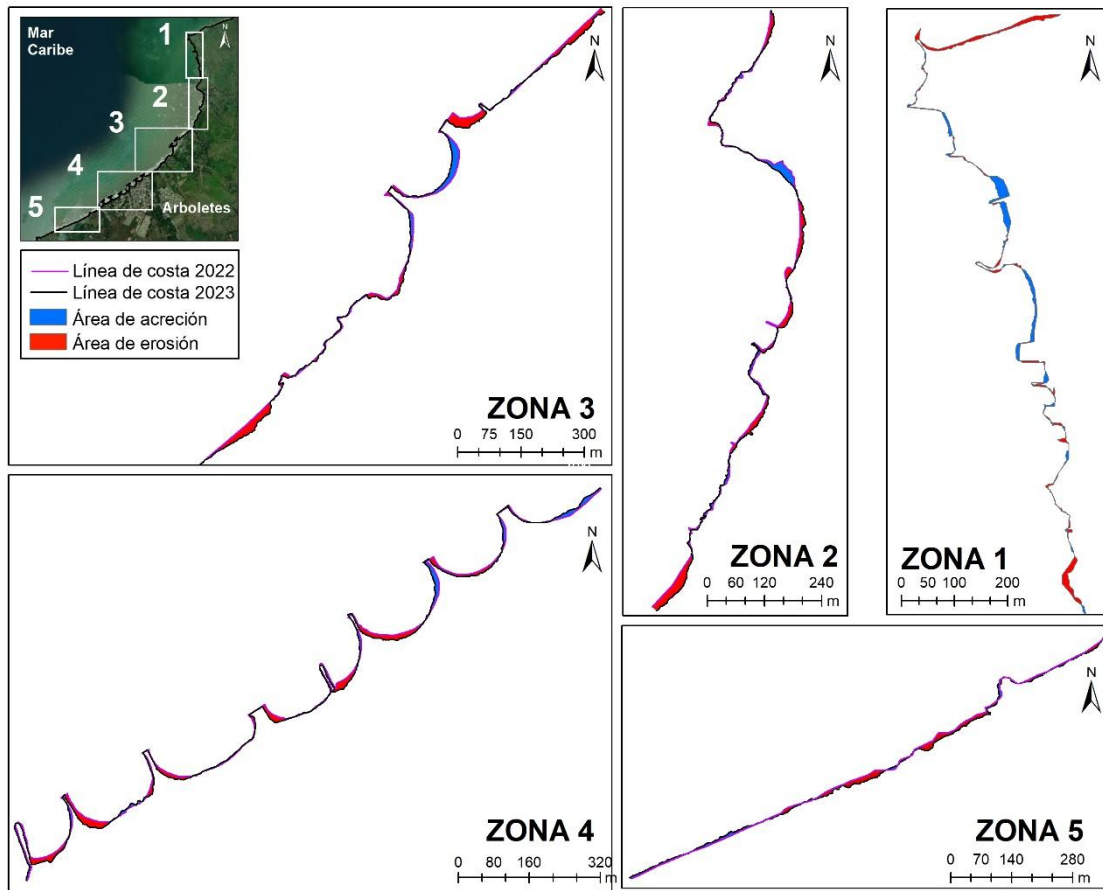 Mar
Caribe
1
2
3
4
5
N
Arboletes
Línea de costa 2022
Línea de costa 2023
Área de acreción
Área de erosión
N
ZONA 3
0 75 150 300
m
N
ZONA 2
0 60 120 240
m
N
ZONA 1
0 50 100 200
m
N
ZONA 4
0 80 160 320
m
N
ZONA 5
0 70 140 280
m